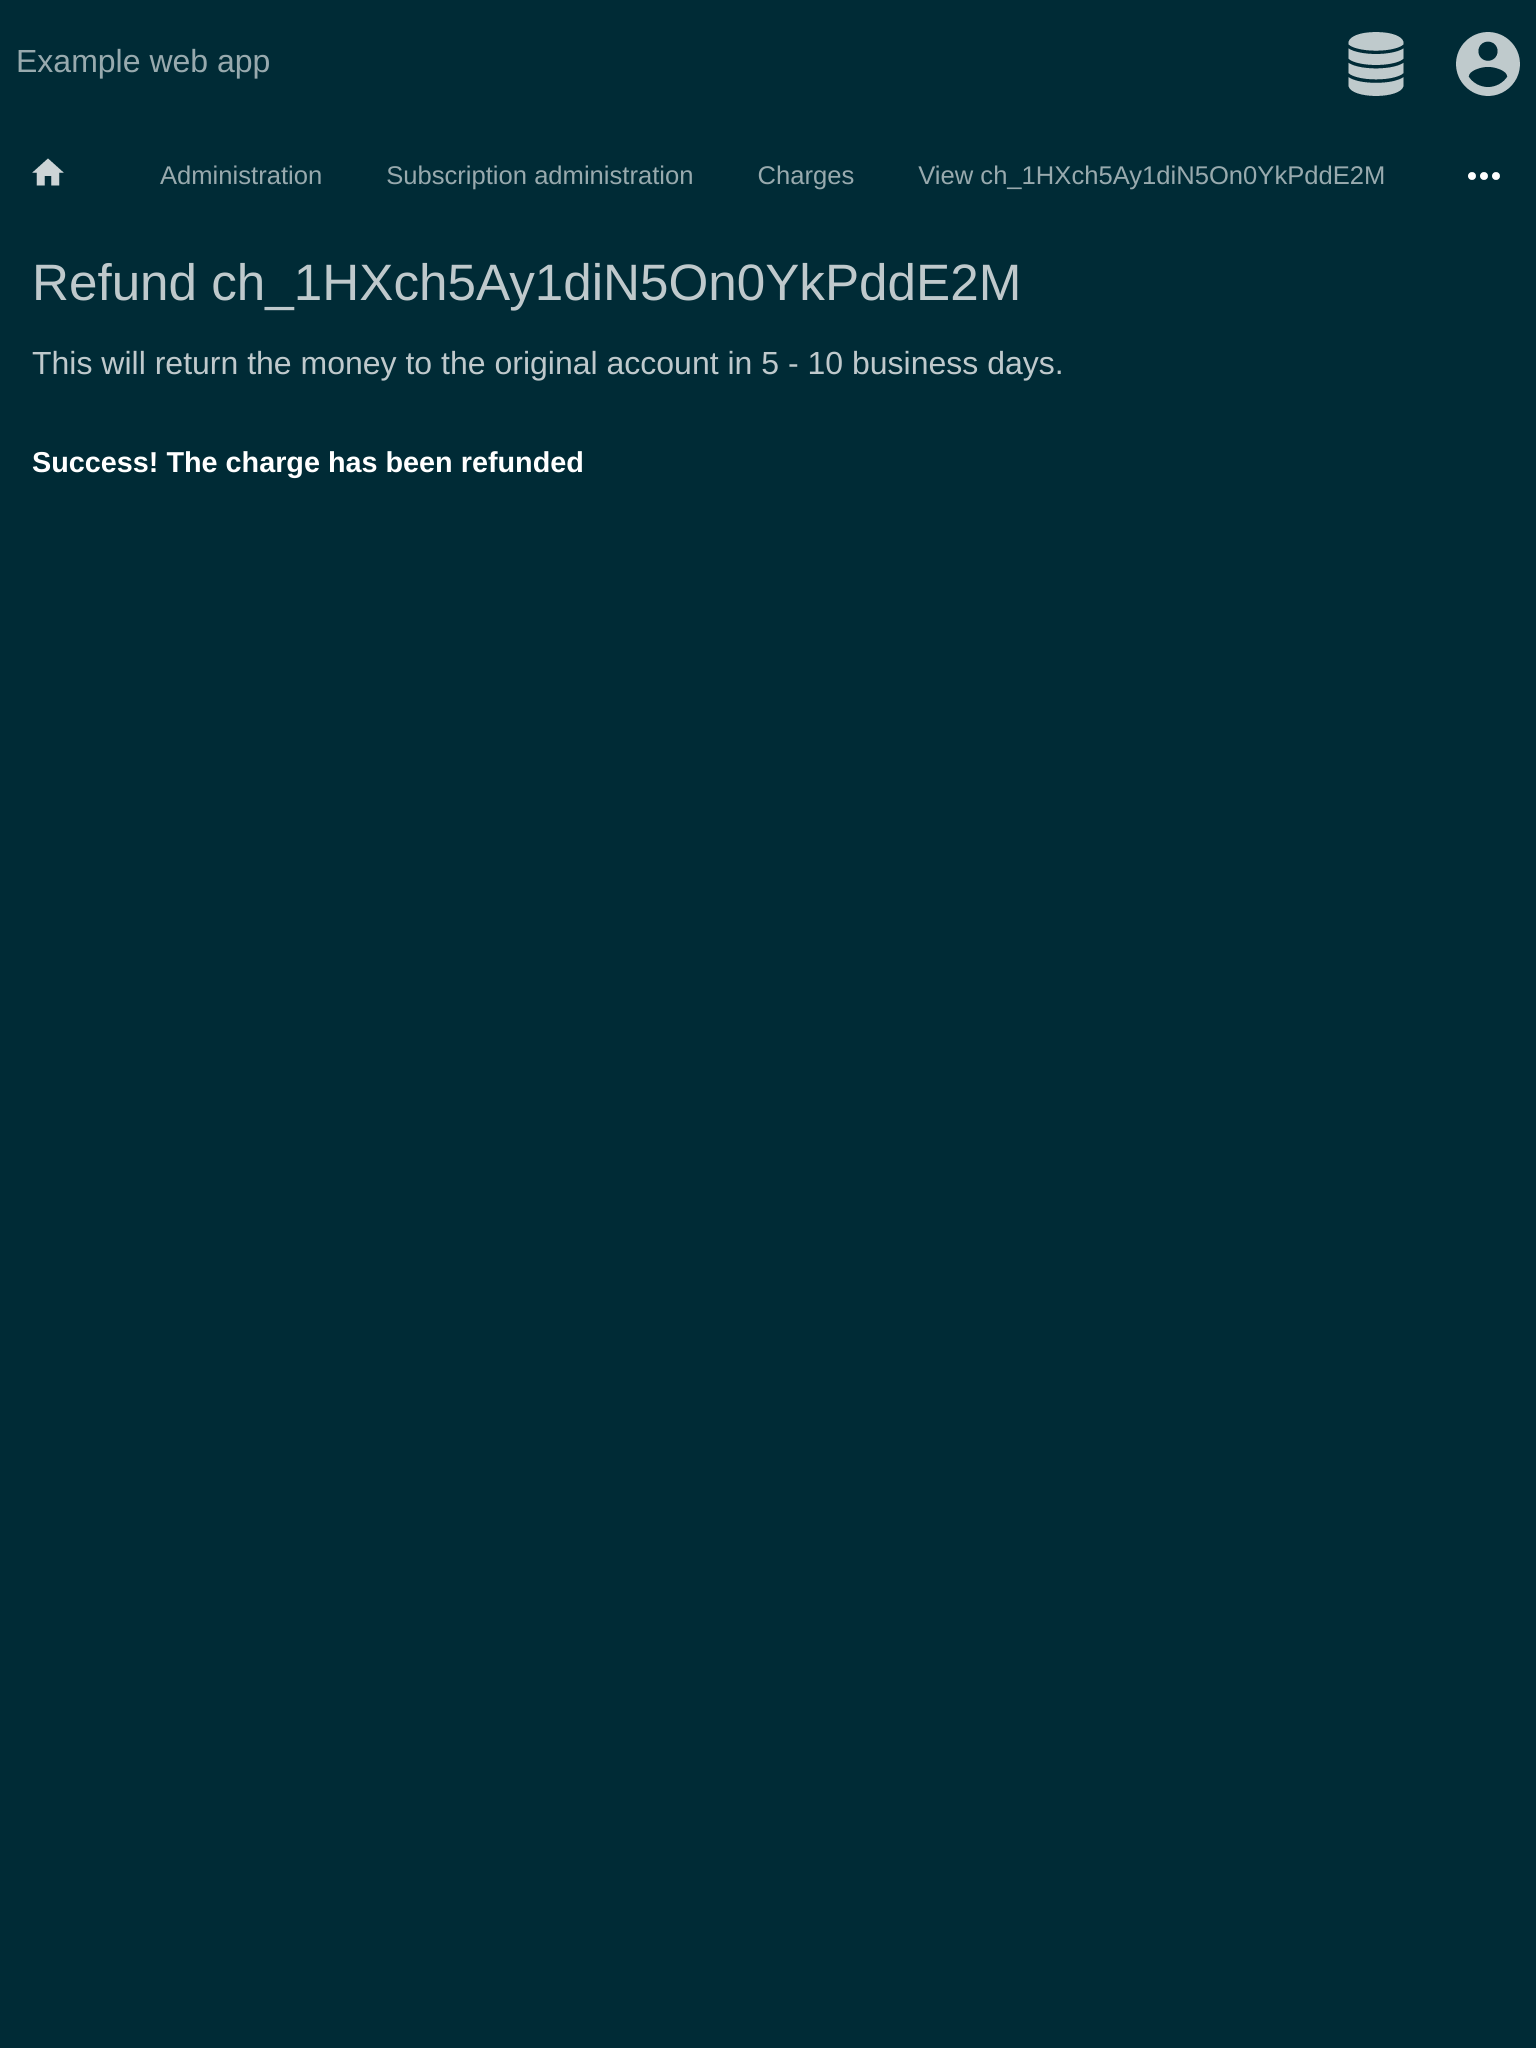 Example web app
Administration Subscription administration Charges View ch_1HXch5Ay1diN5On0YkPddE2M
Refund ch_1HXch5Ay1diN5On0YkPddE2M
This will return the money to the original account in 5 - 10 business days.
Success! The charge has been refunded